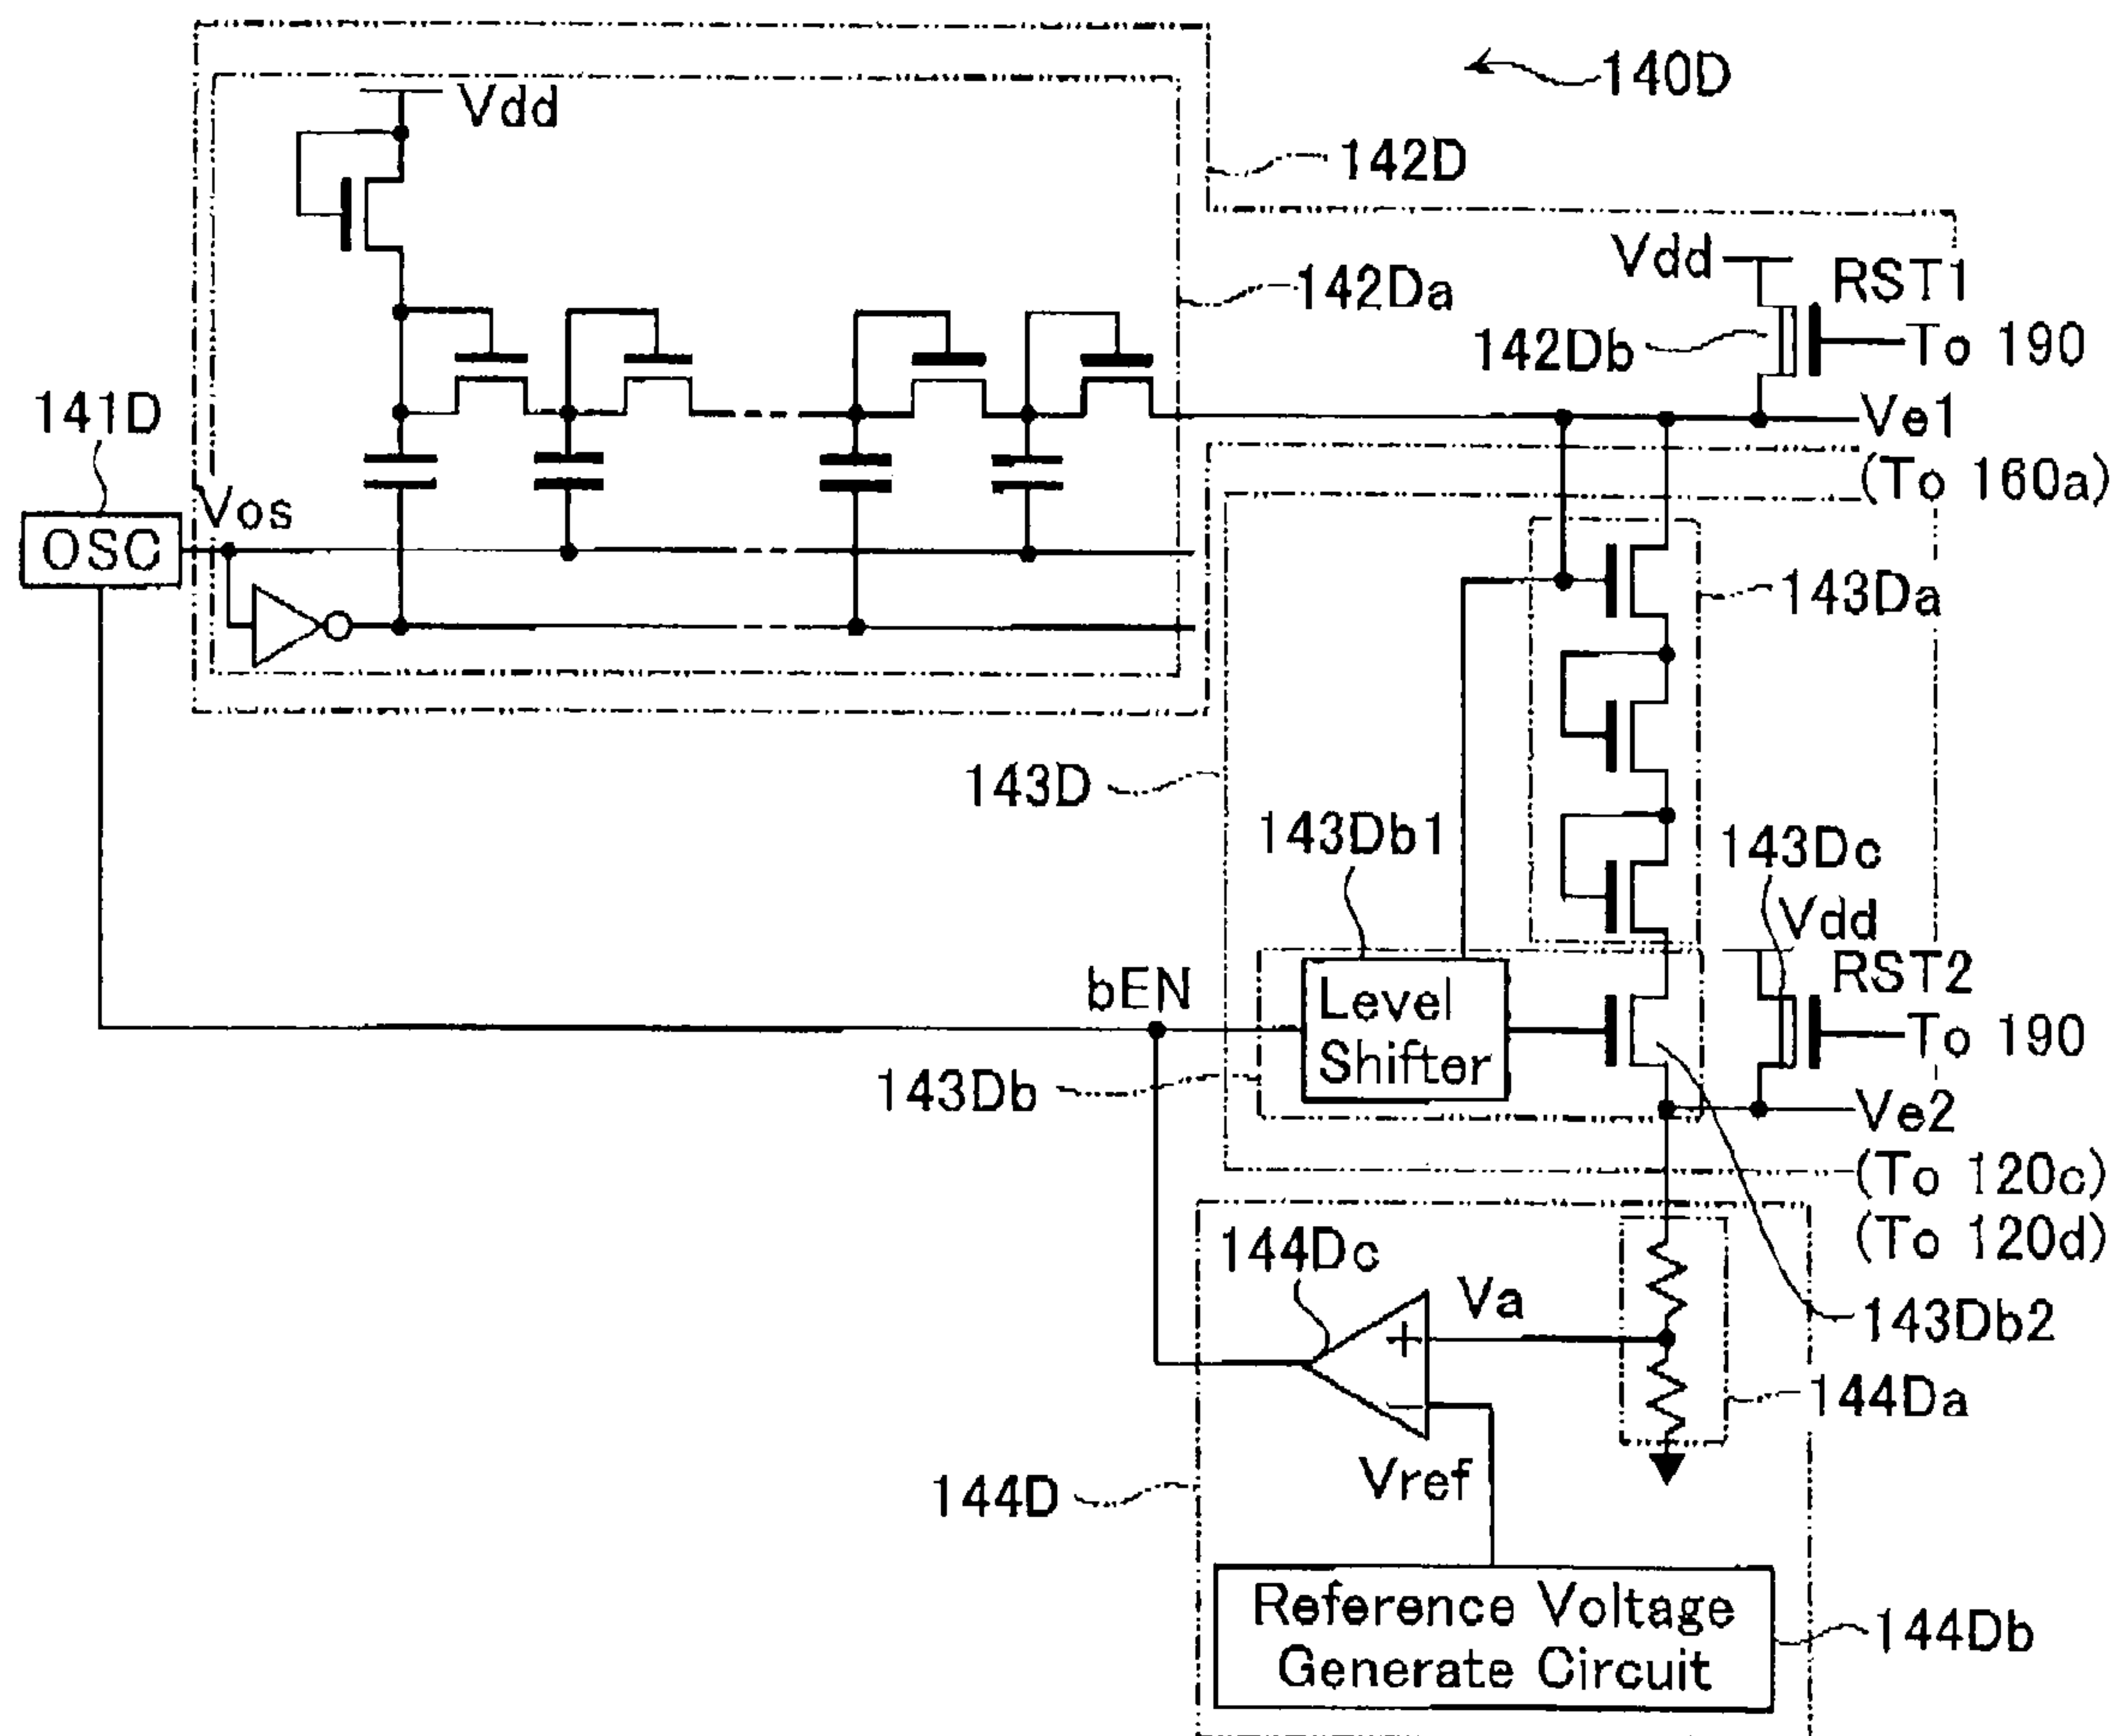 140D
Vdd
142D
Vdd
RST1
142Da
142Db
To 190
141D
Ve1
(To 160a)
Vos
OSC
143Da
143D
143Db1
143Dc
Vdd
RST2
bEN
Level
Shifter
To 190
143Db
Ve2
(To 120c)
(To 120d)
144Dc
Va
+
143Db2
−
144Da
Vref
144D
Reference Voltage
Generate Circuit
144Db